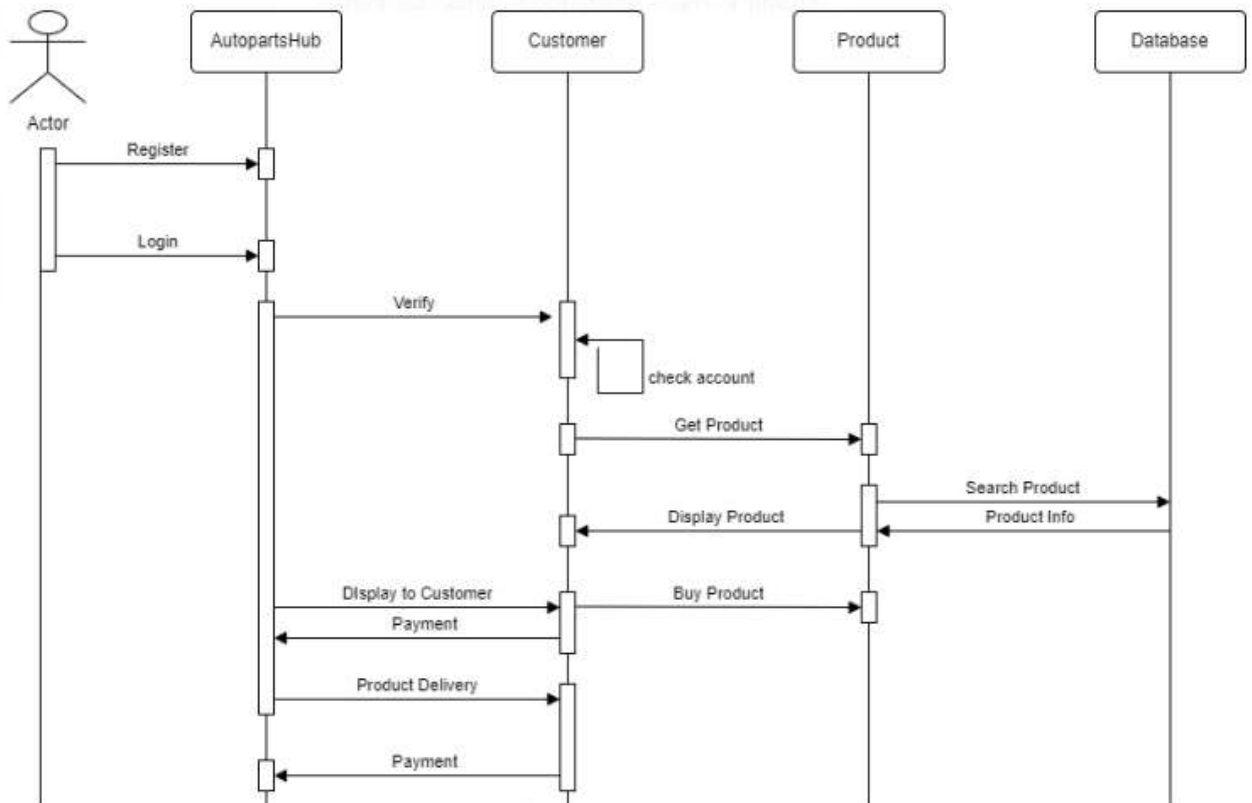 AutopartsHub
Customer
Product
Database
Actor
Register
Login
Verify
check account
Get Product
Search Product
Display Product
Product Info
DIsplay to Customer
Buy Product
Payment
Product Delivery
Payment